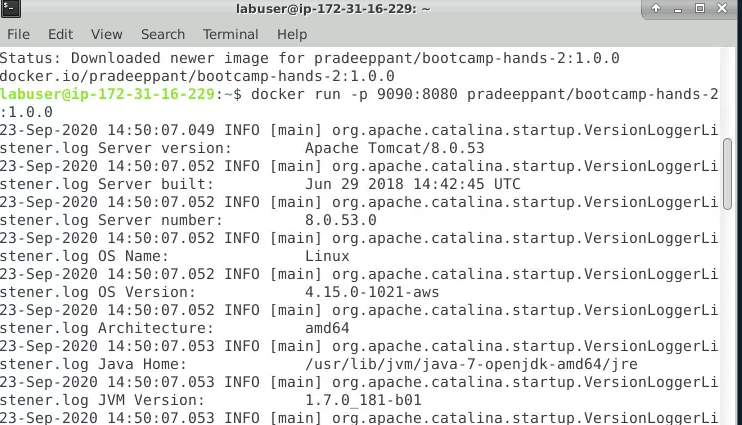 labuser@ip-172-31-16-229: ~
File Edit View Search Terminal Help
Status: Downloaded newer image for pradeeppant/bootcamp-hands-2:1.0.0
docker.io/pradeeppant/bootcamp-hands-2:1.0.0
labuser@ip-172-31-16-229:~$ docker run -p 9090:8080 pradeeppant/bootcamp-hands-2
:1.0.0
23-Sep-2020 14:50:07.049 INFO [main] org.apache.catalina.startup.VersionLoggerLi
stener.log Server version:        Apache Tomcat/8.0.53
23-Sep-2020 14:50:07.052 INFO [main] org.apache.catalina.startup.VersionLoggerLi
stener.log Server built:          Jun 29 2018 14:42:45 UTC
23-Sep-2020 14:50:07.052 INFO [main] org.apache.catalina.startup.VersionLoggerLi
stener.log Server number:         8.0.53.0
23-Sep-2020 14:50:07.052 INFO [main] org.apache.catalina.startup.VersionLoggerLi
stener.log OS Name:               Linux
23-Sep-2020 14:50:07.052 INFO [main] org.apache.catalina.startup.VersionLoggerLi
stener.log OS Version:            4.15.0-1021-aws
23-Sep-2020 14:50:07.052 INFO [main] org.apache.catalina.startup.VersionLoggerLi
stener.log Architecture:          amd64
23-Sep-2020 14:50:07.053 INFO [main] org.apache.catalina.startup.VersionLoggerLi
stener.log Java Home:             /usr/lib/jvm/java-7-openjdk-amd64/jre
23-Sep-2020 14:50:07.053 INFO [main] org.apache.catalina.startup.VersionLoggerLi
stener.log JVM Version:           1.7.0_181-b01
23-Sep-2020 14:50:07.053 INFO [main] org.apache.catalina.startup.VersionLoggerLi